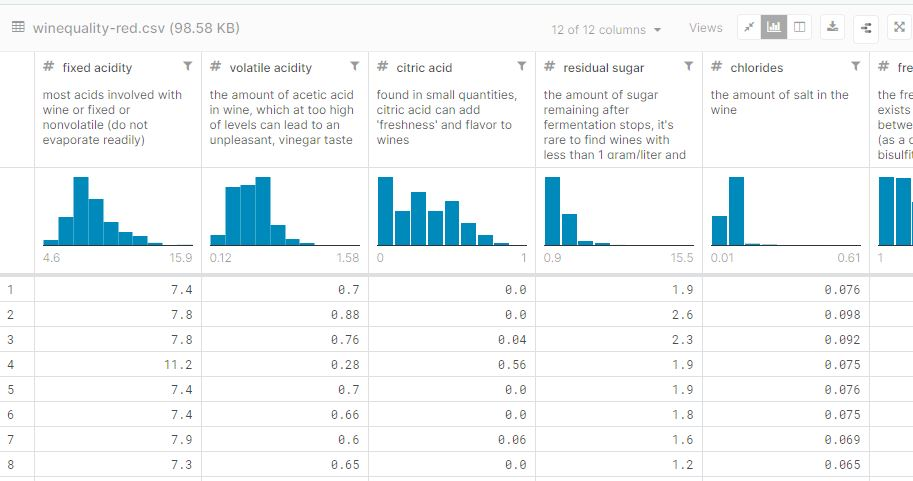 winequality-red.csv (98.58 KB)
12 of 12 columns
Views
# fixed acidity
most acids involved with
wine or fixed or
nonvolatile (do not
evaporate readily)
# volatile acidity
the amount of acetic acid
in wine, which at too high
of levels can lead to an
unpleasant, vinegar taste
# citric acid
found in small quantities,
citric acid can add
'freshness' and flavor to
wines
# residual sugar
the amount of sugar
remaining after
fermentation stops, it's
rare to find wines with
less than 1 gram/liter and
# chlorides
the amount of salt in the
wine
# fre
the fre
exists
betwe
(as a d
bisulfit
4.6 15.9
0.12 1.58
0 1
0.9 15.5
0.01 0.61
1
1 7.4 0.7 0.0 1.9 0.076
2 7.8 0.88 0.0 2.6 0.098
3 7.8 0.76 0.04 2.3 0.092
4 11.2 0.28 0.56 1.9 0.075
5 7.4 0.7 0.0 1.9 0.076
6 7.4 0.66 0.0 1.8 0.075
7 7.9 0.6 0.06 1.6 0.069
8 7.3 0.65 0.0 1.2 0.065